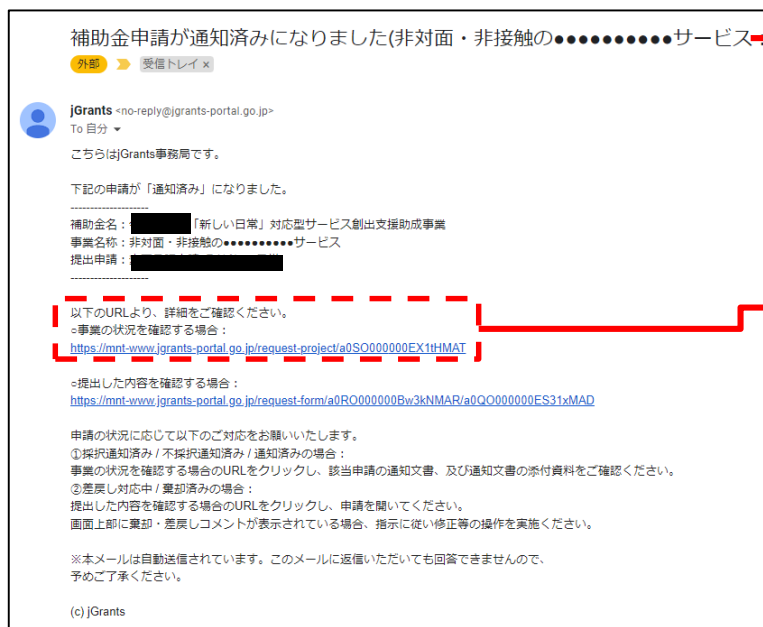 補助金申請が通知済みになりました(非対面・非接触の●●●●●●●●●●サービス
外部 受信トレイ ×
jGrants <no-reply@jgrants-portal.go.jp>
To 自分
こちらはjGrants事務局です。
下記の申請が「通知済み」になりました。
--------------------
補助金名：「新しい日常」対応型サービス創出支援助成事業
事業名称：非対面・非接触の●●●●●●●●●●サービス
提出申請：
--------------------
以下のURLより、詳細をご確認ください。
○事業の状況を確認する場合：
https://mnt-www.jgrants-portal.go.jp/request-project/a0SO000000EX1tHMAT
○提出した内容を確認する場合：
https://mnt-www.jgrants-portal.go.jp/request-form/a0RO000000Bw3kNMAR/a0QO000000ES31xMAD
申請の状況に応じて以下のご対応をお願いいたします。
①採択通知済み / 不採択通知済み / 通知済みの場合：
事業の状況を確認する場合のURLをクリックし、該当申請の通知文書、及び通知文書の添付資料をご確認ください。
②差戻し対応中 / 棄却済みの場合：
提出した内容を確認する場合のURLをクリックし、申請を開いてください。
画面上部に棄却・差戻しコメントが表示されている場合、指示に従い修正等の操作を実施ください。
※本メールは自動送信されています。このメールに返信いただいても回答できませんので、
予めご了承ください。
(c) jGrants